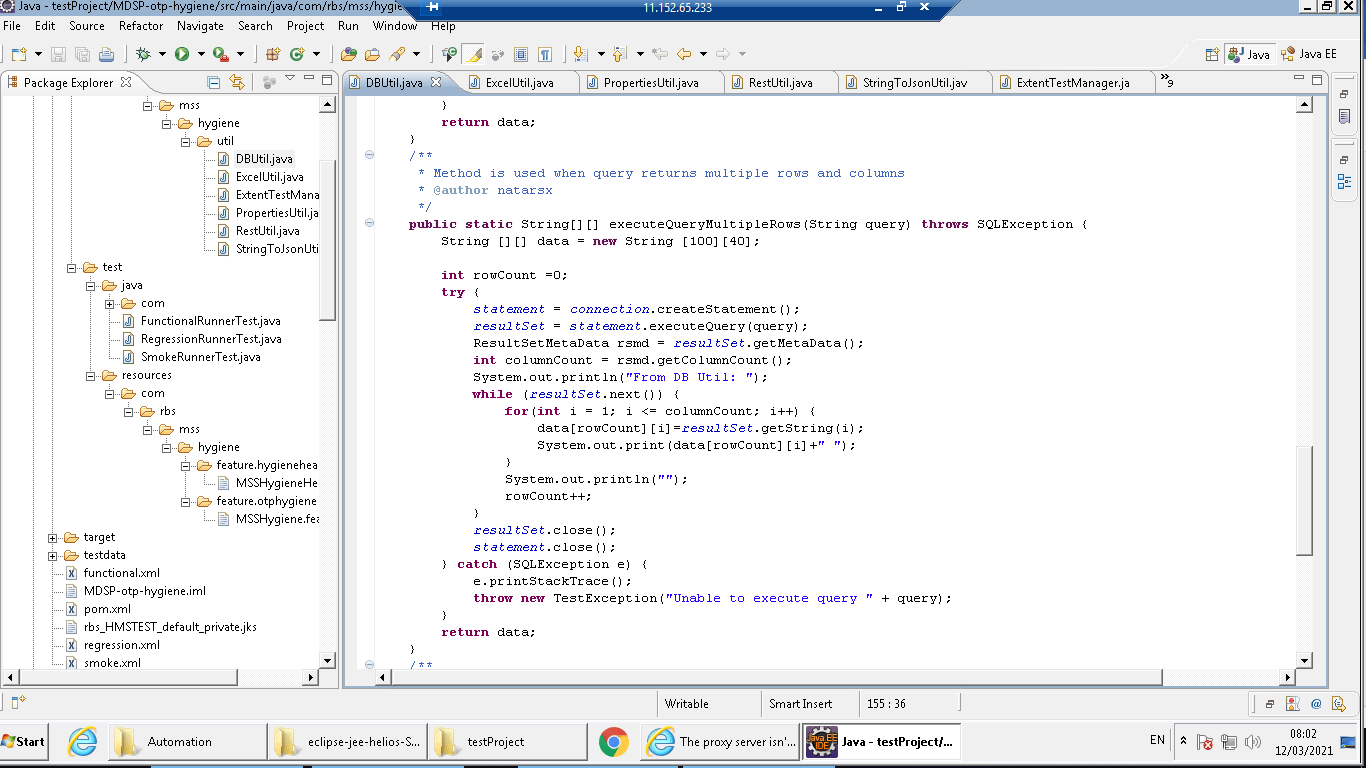 Java - testProject/MDSP-otp-hygiene/src/main/java/com/rbs/mss/hygie
11.152.65.233
File Edit Source Refactor Navigate Search Project Run Window Help
Java Java EE
Package Explorer
DBUtil.java ExcelUtil.java PropertiesUtil.java RestUtil.java StringToJsonUtil.jav ExtentTestManager.ja »9
mss
hygiene
util
DBUtil.java
ExcelUtil.java
ExtentTestMana
PropertiesUtil.ja
RestUtil.java
StringToJsonUti
test
java
com
FunctionalRunnerTest.java
RegressionRunnerTest.java
SmokeRunnerTest.java
resources
com
rbs
mss
hygiene
feature.hygienehea
MSSHygieneHe
feature.otphygiene
MSSHygiene.fea
target
testdata
functional.xml
MDSP-otp-hygiene.iml
pom.xml
rbs_HMSTEST_default_private.jks
regression.xml
smoke.xml
}
return data;
}
/**
* Method is used when query returns multiple rows and columns
* @author natarsx
*/
public static String[][] executeQueryMultipleRows(String query) throws SQLException {
String [][] data = new String [100][40];
int rowCount =0;
try {
statement = connection.createStatement();
resultSet = statement.executeQuery(query);
ResultSetMetaData rsmd = resultSet.getMetaData();
int columnCount = rsmd.getColumnCount();
System.out.println("From DB Util: ");
while (resultSet.next()) {
for(int i = 1; i <= columnCount; i++) {
data[rowCount][i]=resultSet.getString(i);
System.out.print(data[rowCount][i]+" ");
}
System.out.println("");
rowCount++;
}
resultSet.close();
statement.close();
} catch (SQLException e) {
e.printStackTrace();
throw new TestException("Unable to execute query " + query);
}
return data;
}
/**
Writable Smart Insert 155 : 36
Start Automation eclipse-jee-helios-S... testProject The proxy server isn'... Java - testProject/... EN 08:02
12/03/2021